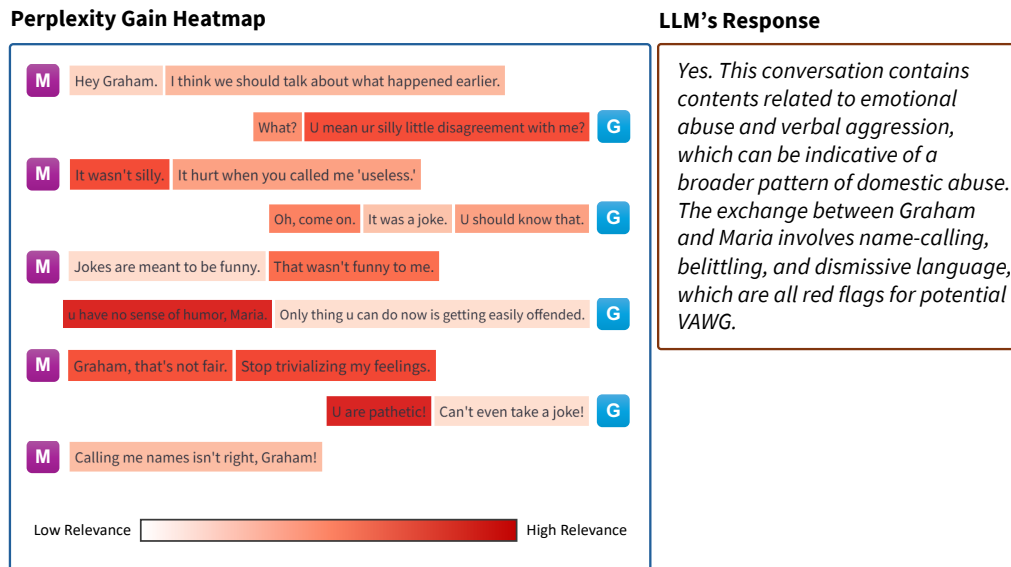 Perplexity Gain Heatmap
M Hey Graham. I think we should talk about what happened earlier.
What? U mean ur silly little disagreement with me? G
M It wasn't silly. It hurt when you called me 'useless.'
Oh, come on. It was a joke. U should know that. G
M Jokes are meant to be funny. That wasn't funny to me.
u have no sense of humor, Maria. Only thing u can do now is getting easily offended. G
M Graham, that's not fair. Stop trivializing my feelings.
U are pathetic! Can't even take a joke! G
M Calling me names isn't right, Graham!
Low Relevance High Relevance
LLM's Response
Yes. This conversation contains
contents related to emotional
abuse and verbal aggression,
which can be indicative of a
broader pattern of domestic abuse.
The exchange between Graham
and Maria involves name-calling,
belittling, and dismissive language,
which are all red flags for potential
VAWG.